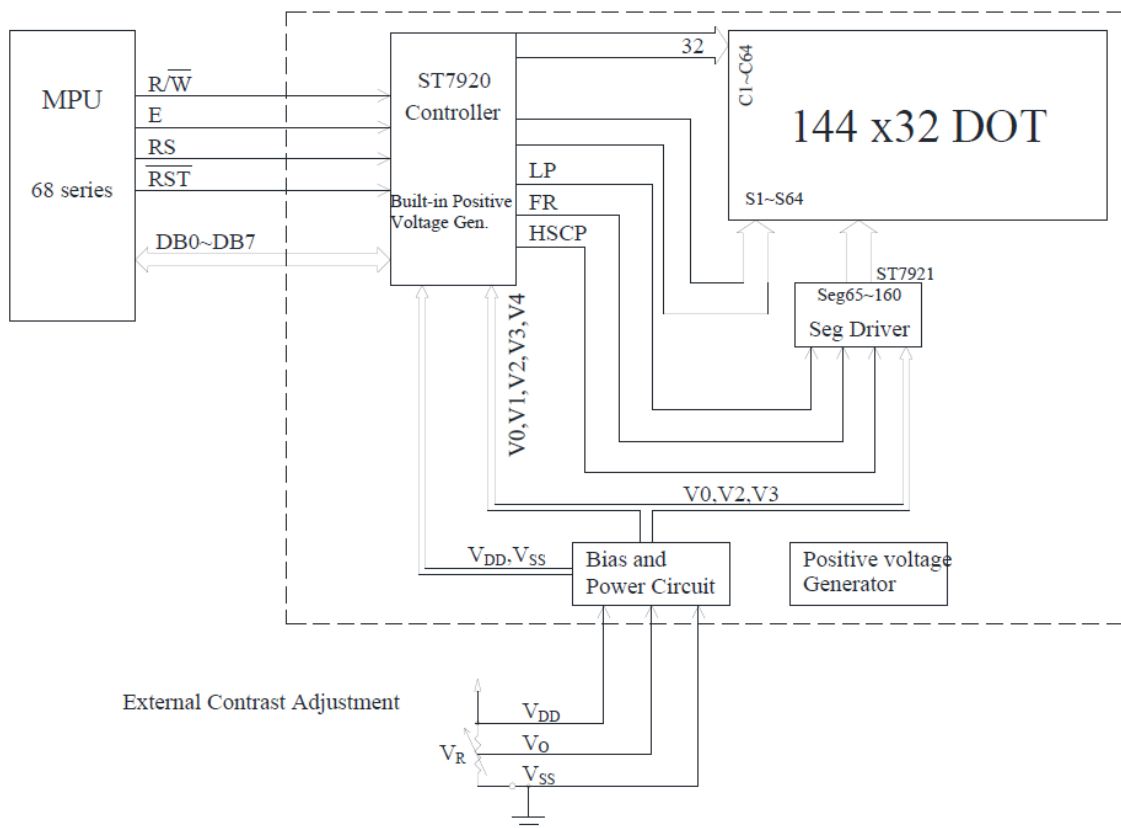 MPU
68 series
R/W̅
E
RS
R̅S̅T̅
DB0~DB7
ST7920
Controller
Built-in Positive
Voltage Gen.
32
LP
FR
HSCP
C1~C64
144 x32 DOT
S1~S64
ST7921
Seg65~160
Seg Driver
V0,V1,V2,V3,V4
V0,V2,V3
VDD,VSS
Bias and
Power Circuit
Positive voltage
Generator
External Contrast Adjustment
VDD
VR
VO
VSS